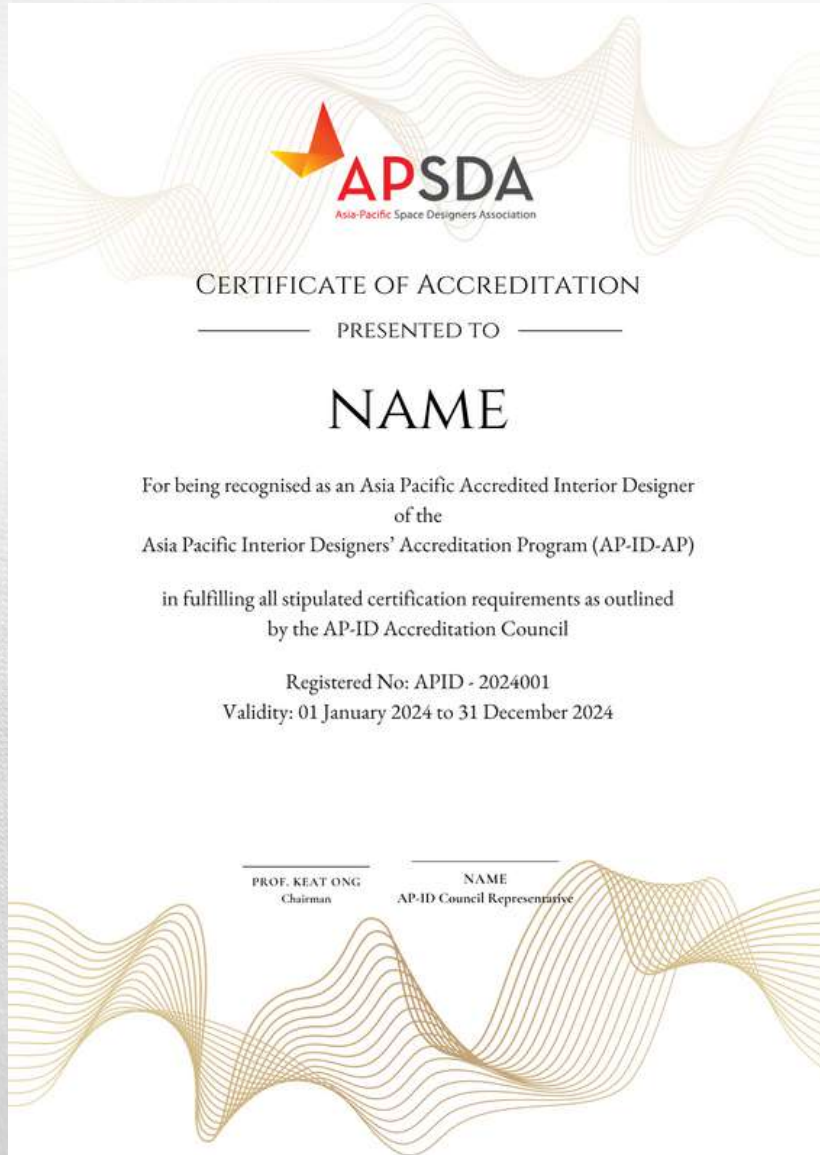 APSDA
Asia-Pacific Space Designers Association
CERTIFICATE OF ACCREDITATION
PRESENTED TO
NAME
For being recognised as an Asia Pacific Accredited Interior Designer
of the
Asia Pacific Interior Designers’ Accreditation Program (AP-ID-AP)
in fulfilling all stipulated certification requirements as outlined
by the AP-ID Accreditation Council
Registered No: APID - 2024001
Validity: 01 January 2024 to 31 December 2024
PROF. KEAT ONG
Chairman
NAME
AP-ID Council Representative